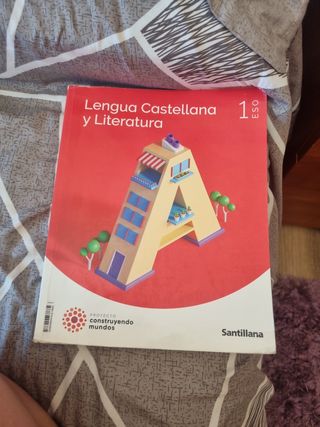 Lengua Castellana
y Literatura
1 ESO
PROYECTO
construyendo
mundos
Santillana